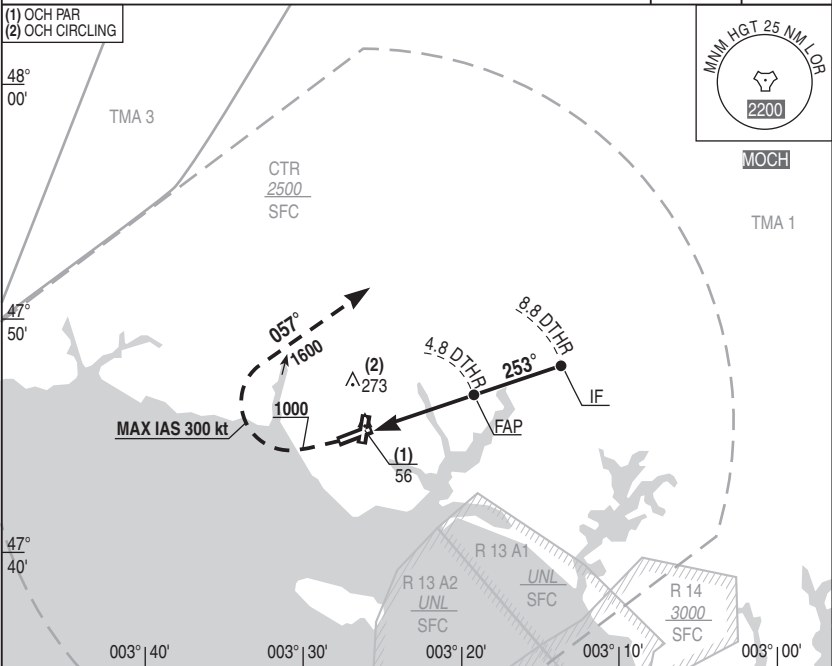 (1) OCH PAR
(2) OCH CIRCLING
MNM HGT 25 NM LOR
2200
MOCH
48°
00'
TMA 3
CTR
2500
SFC
TMA 1
47°
50'
057°
1600
8.8 DTHR
4.8 DTHR
253°
(2)
273
IF
1000
MAX IAS 300 kt
FAP
(1)
56
47°
40'
R 13 A1
UNL
SFC
R 13 A2
UNL
SFC
R 14
3000
SFC
003° 40'
003° 30'
003° 20'
003° 10'
003° 00'